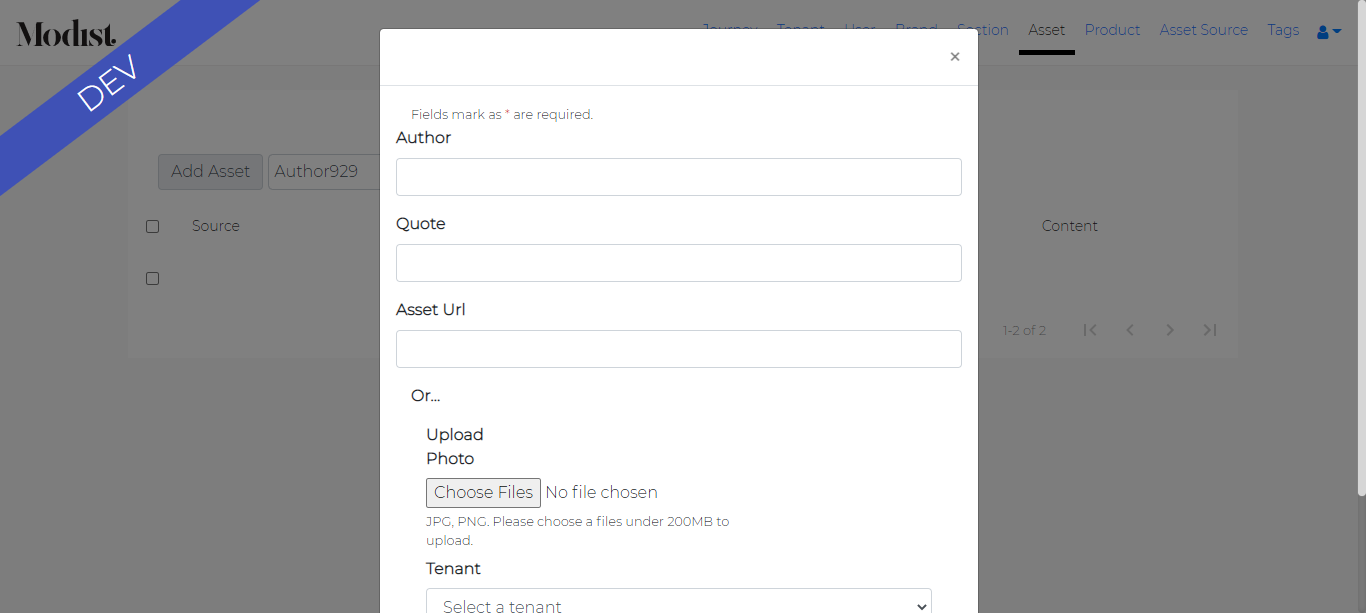 Modist.
Journey Tenant User Brand Section Asset Product Asset Source Tags
DEV
×
Fields mark as * are required.
Author
Add Asset Author929
Quote
Source Content
Asset Url
1-2 of 2
Or...
Upload
Photo
Choose Files No file chosen
JPG, PNG. Please choose a files under 200MB to
upload.
Tenant
Select a tenant